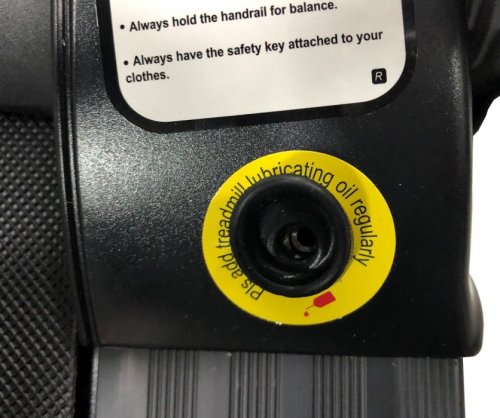 • Always hold the handrail for balance.
• Always have the safety key attached to your
clothes.
R
Pls add treadmill lubricating oil regularly